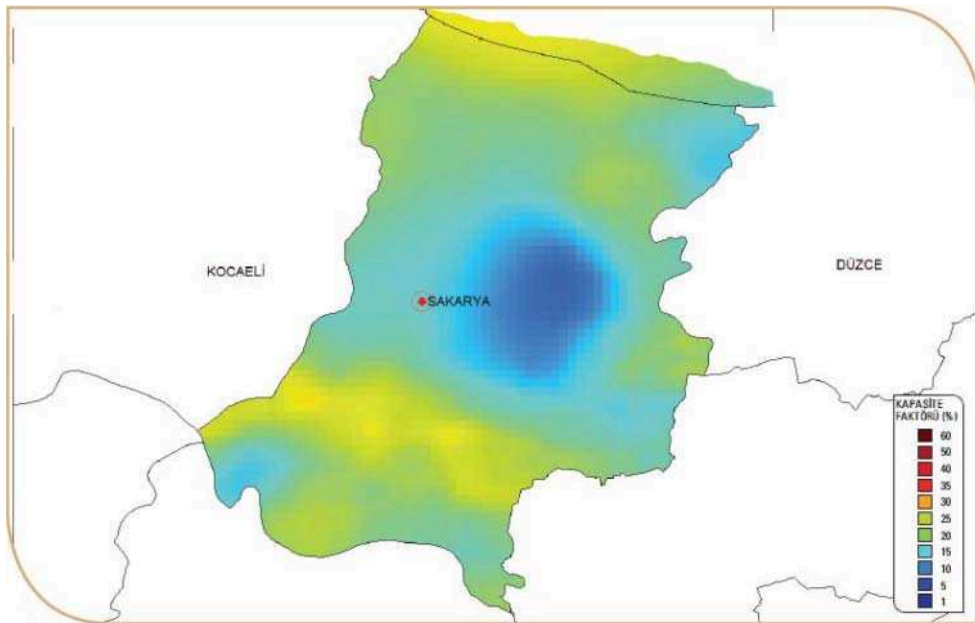 KOCAELİ
DÜZCE
SAKARYA
KAPASİTE
FAKTÖRÜ (%)
60
50
40
35
30
25
20
15
10
5
1